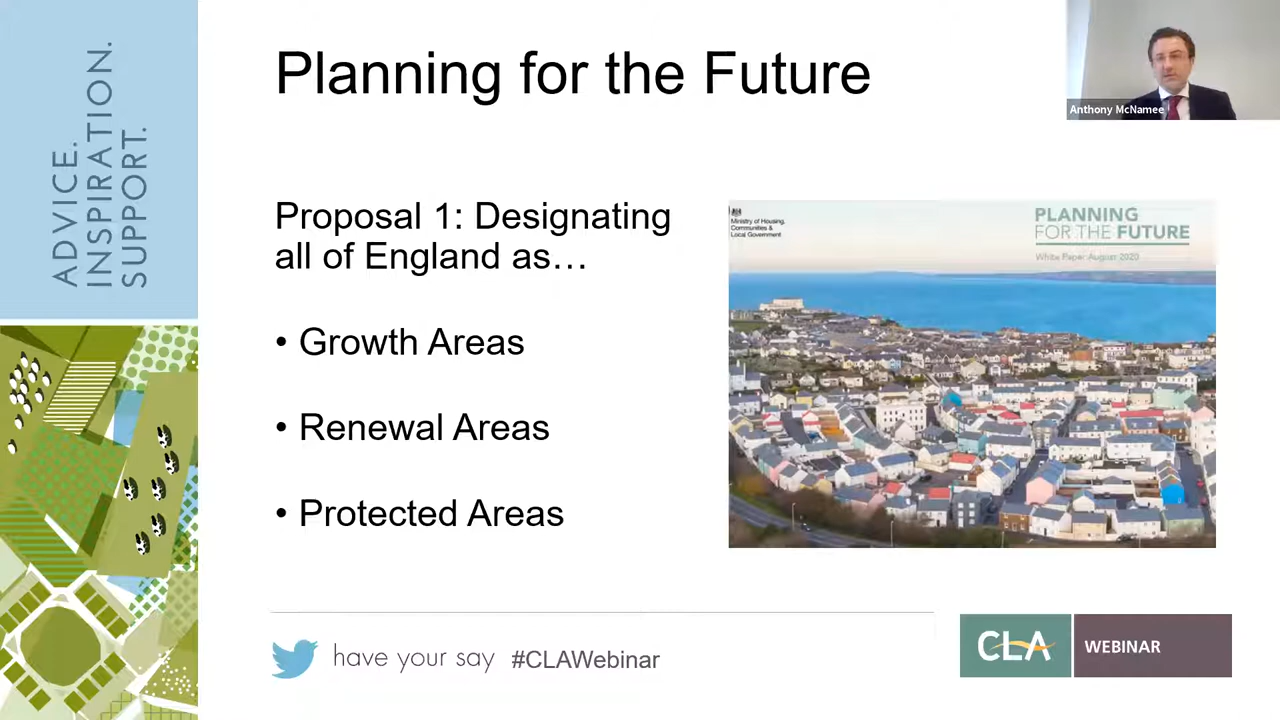 ADVICE.
INSPIRATION.
SUPPORT.
Planning for the Future
Anthony McNamee
Proposal 1: Designating
all of England as…
• Growth Areas
• Renewal Areas
• Protected Areas
Ministry of Housing,
Communities &
Local Government
PLANNING
FOR THE FUTURE
White Paper August 2020
have your say #CLAWebinar
CLA WEBINAR